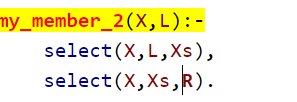 my_member_2(X,L):-
select(X,L,Xs),
select(X,Xs,R).